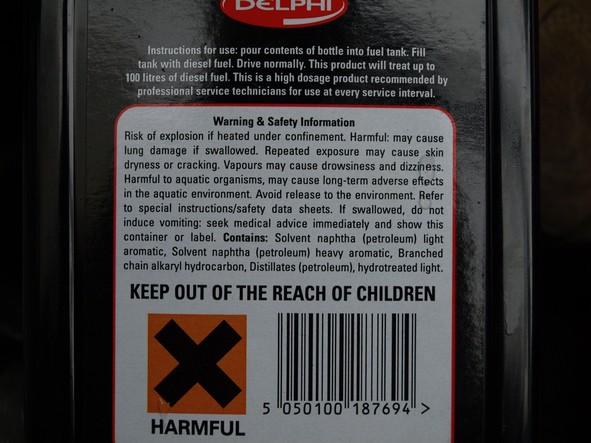 DELPHI
Instructions for use: pour contents of bottle into fuel tank. Fill
tank with diesel fuel. Drive normally. This product will treat up to
100 litres of diesel fuel. This is a high dosage product recommended by
professional service technicians for use at every service interval.
Warning & Safety Information
Risk of explosion if heated under confinement. Harmful: may cause
lung damage if swallowed. Repeated exposure may cause skin
dryness or cracking. Vapours may cause drowsiness and dizziness.
Harmful to aquatic organisms, may cause long-term adverse effects
in the aquatic environment. Avoid release to the environment. Refer
to special instructions/safety data sheets. If swallowed, do not
induce vomiting: seek medical advice immediately and show this
container or label. Contains: Solvent naphtha (petroleum) light
aromatic, Solvent naphtha (petroleum) heavy aromatic, Branched
chain alkaryl hydrocarbon, Distillates (petroleum), hydrotreated light.
KEEP OUT OF THE REACH OF CHILDREN
HARMFUL
5 050100 187694 >